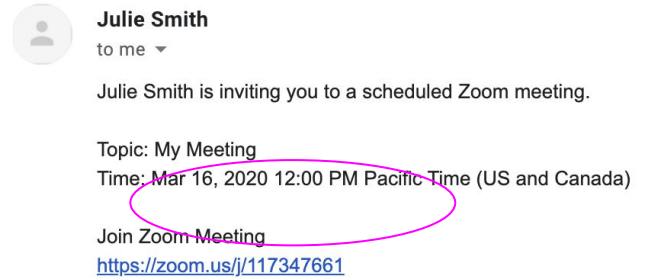 Julie Smith
to me
Julie Smith is inviting you to a scheduled Zoom meeting.
Topic: My Meeting
Time: Mar 16, 2020 12:00 PM Pacific Time (US and Canada)
Join Zoom Meeting
https://zoom.us/j/117347661